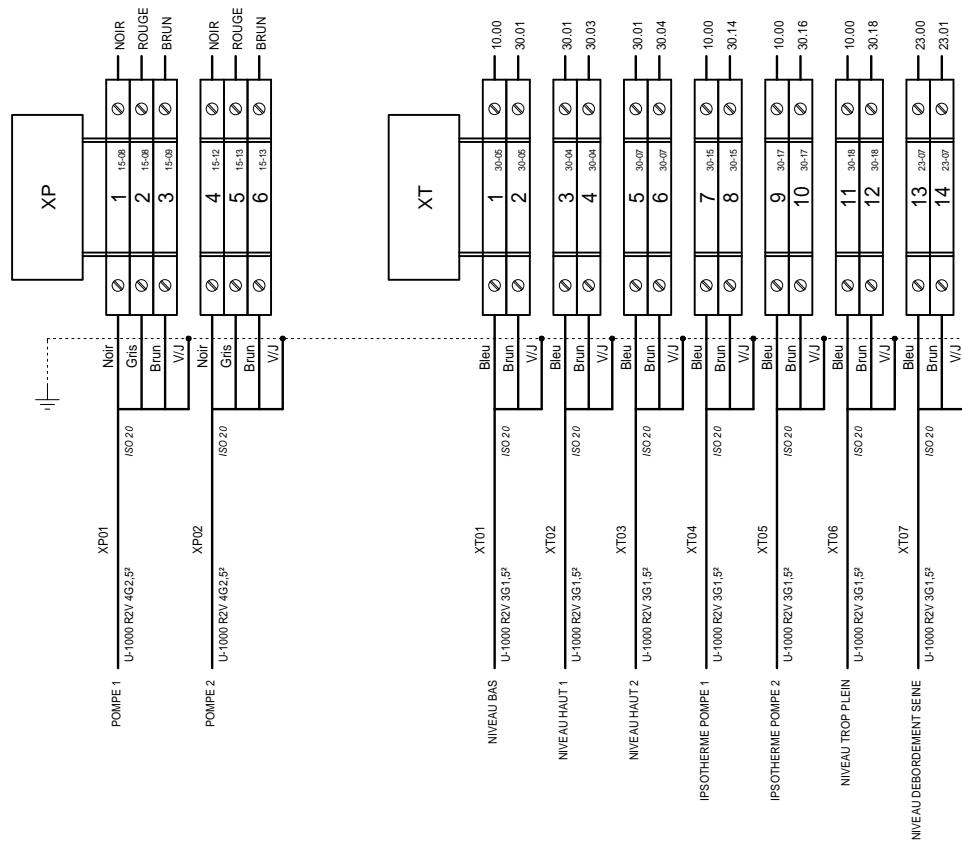 XP
NOIR
ROUGE
BRUN
NOIR
ROUGE
BRUN
15-08
15-08
15-09
15-12
15-13
15-13
1
2
3
4
5
6
Noir
Gris
Brun
V/J
Noir
Gris
Brun
V/J
ISO 20
ISO 20
XP01
XP02
U-1000 R2V 4G2,5²
U-1000 R2V 4G2,5²
POMPE 1
POMPE 2
XT
10.00
30.01
30.01
30.03
30.01
30.04
10.00
30.14
10.00
30.16
10.00
30.18
23.00
23.01
30-05
30-05
30-04
30-04
30-07
30-07
30-15
30-15
30-17
30-17
30-18
30-18
23-07
23-07
1
2
3
4
5
6
7
8
9
10
11
12
13
14
Bleu
Brun
V/J
Bleu
Brun
V/J
Bleu
Brun
V/J
Bleu
Brun
V/J
Bleu
Brun
V/J
Bleu
Brun
V/J
Bleu
Brun
ISO 20
ISO 20
ISO 20
ISO 20
ISO 20
ISO 20
ISO 20
XT01
XT02
XT03
XT04
XT05
XT06
XT07
U-1000 R2V 3G1,5²
U-1000 R2V 3G1,5²
U-1000 R2V 3G1,5²
U-1000 R2V 3G1,5²
U-1000 R2V 3G1,5²
U-1000 R2V 3G1,5²
U-1000 R2V 3G1,5²
NIVEAU BAS
NIVEAU HAUT 1
NIVEAU HAUT 2
IPSOTHERME POMPE 1
IPSOTHERME POMPE 2
NIVEAU TROP PLEIN
NIVEAU DEBORDEMENT SEINE